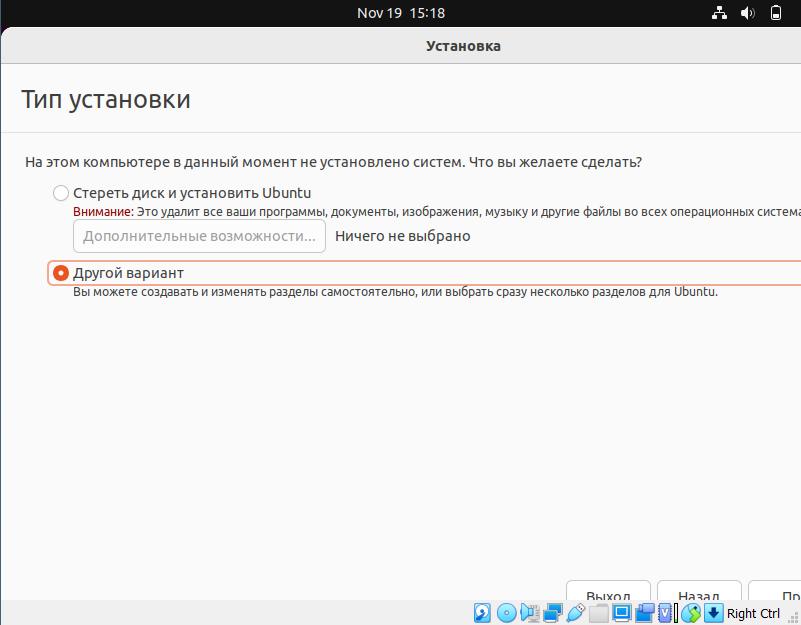 Nov 19 15:18
Установка
Тип установки
На этом компьютере в данный момент не установлено систем. Что вы желаете сделать?
Стереть диск и установить Ubuntu
Внимание: Это удалит все ваши программы, документы, изображения, музыку и другие файлы во всех операционных система
Дополнительные возможности...
Ничего не выбрано
Другой вариант
Вы можете создавать и изменять разделы самостоятельно, или выбрать сразу несколько разделов для Ubuntu.
Выход
Назад
Пр
Right Ctrl